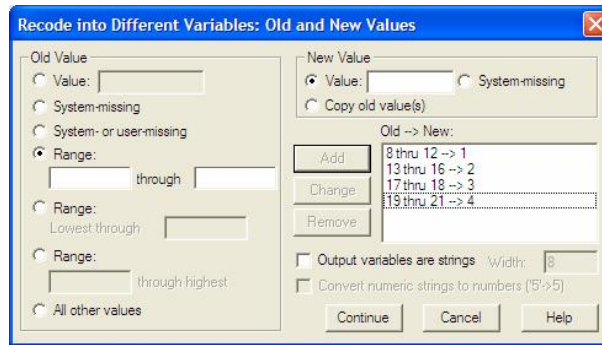 Recode into Different Variables: Old and New Values
Old Value
Value:
System-missing
System- or user-missing
Range:
through
Range:
Lowest through
Range:
through highest
All other values
New Value
Value: System-missing
Copy old value(s)
Old --> New:
Add
Change
Remove
8 thru 12 --> 1
13 thru 16 --> 2
17 thru 18 --> 3
19 thru 21 --> 4
Output variables are strings Width: 8
Convert numeric strings to numbers ('5'->5)
Continue Cancel Help